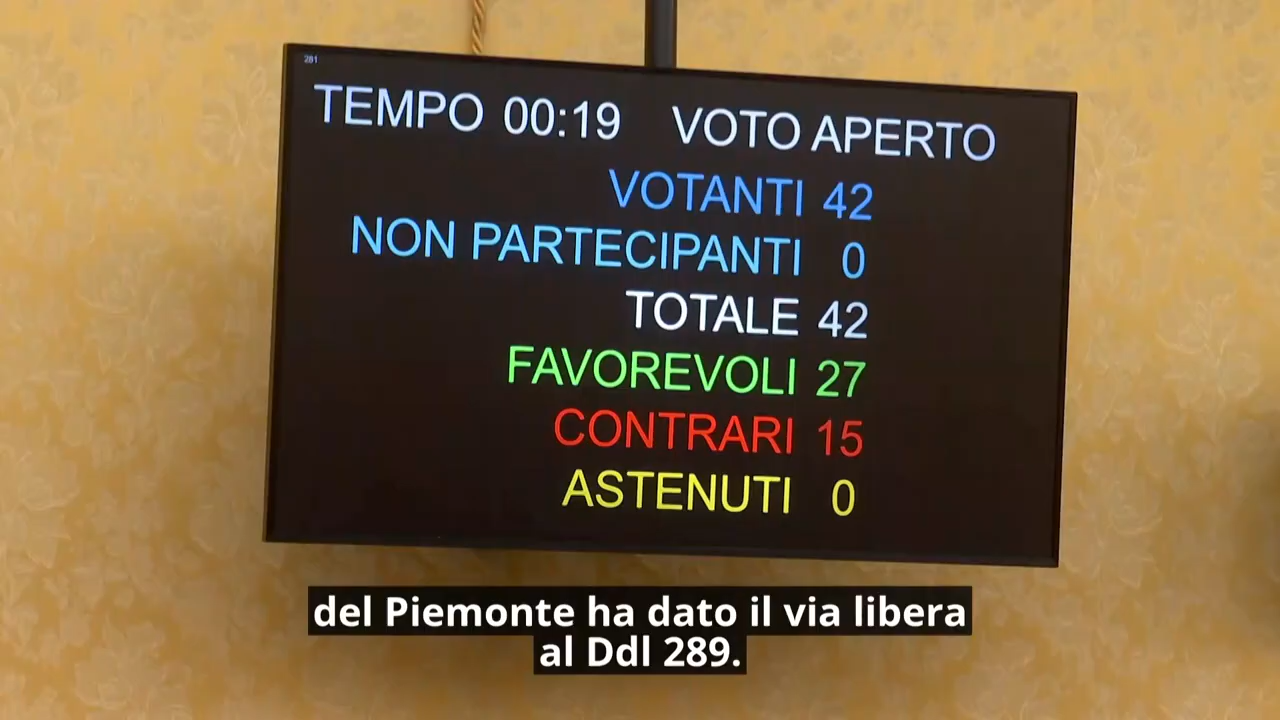 281
TEMPO 00:19 VOTO APERTO
VOTANTI 42
NON PARTECIPANTI 0
TOTALE 42
FAVOREVOLI 27
CONTRARI 15
ASTENUTI 0
del Piemonte ha dato il via libera
al Ddl 289.